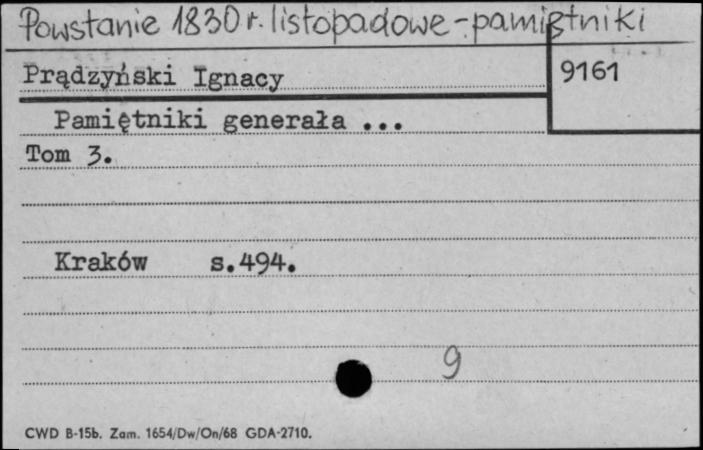 Powstanie 1830 r. listopadowe - pamiętniki
Prądzyński Ignacy
9161
Pamiętniki generała ...
Tom 3.
Kraków s.494.
9
CWD B-15b. Zam. 1654/Dw/On/68 GDA-2710.